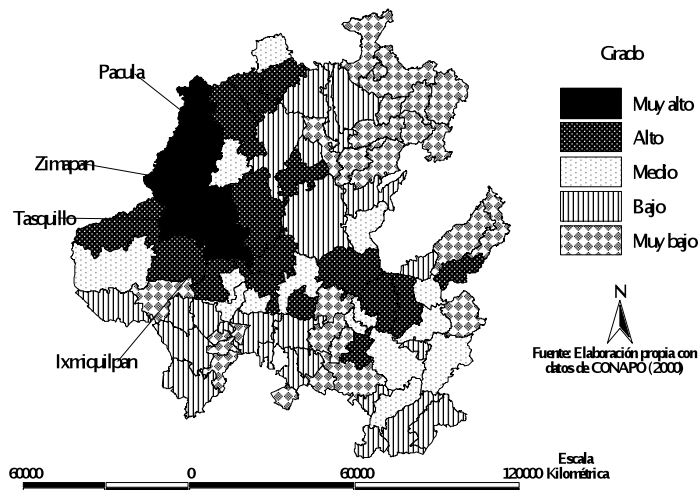 Pacula
Zimapan
Tasquillo
Ixmiquilpan
Grado
Muy alto
Alto
Medio
Bajo
Muy bajo
N
Fuente: Elaboración propia con
datos de CONAPO (2000)
Escala
Kilométrica
60000 0 60000 120000